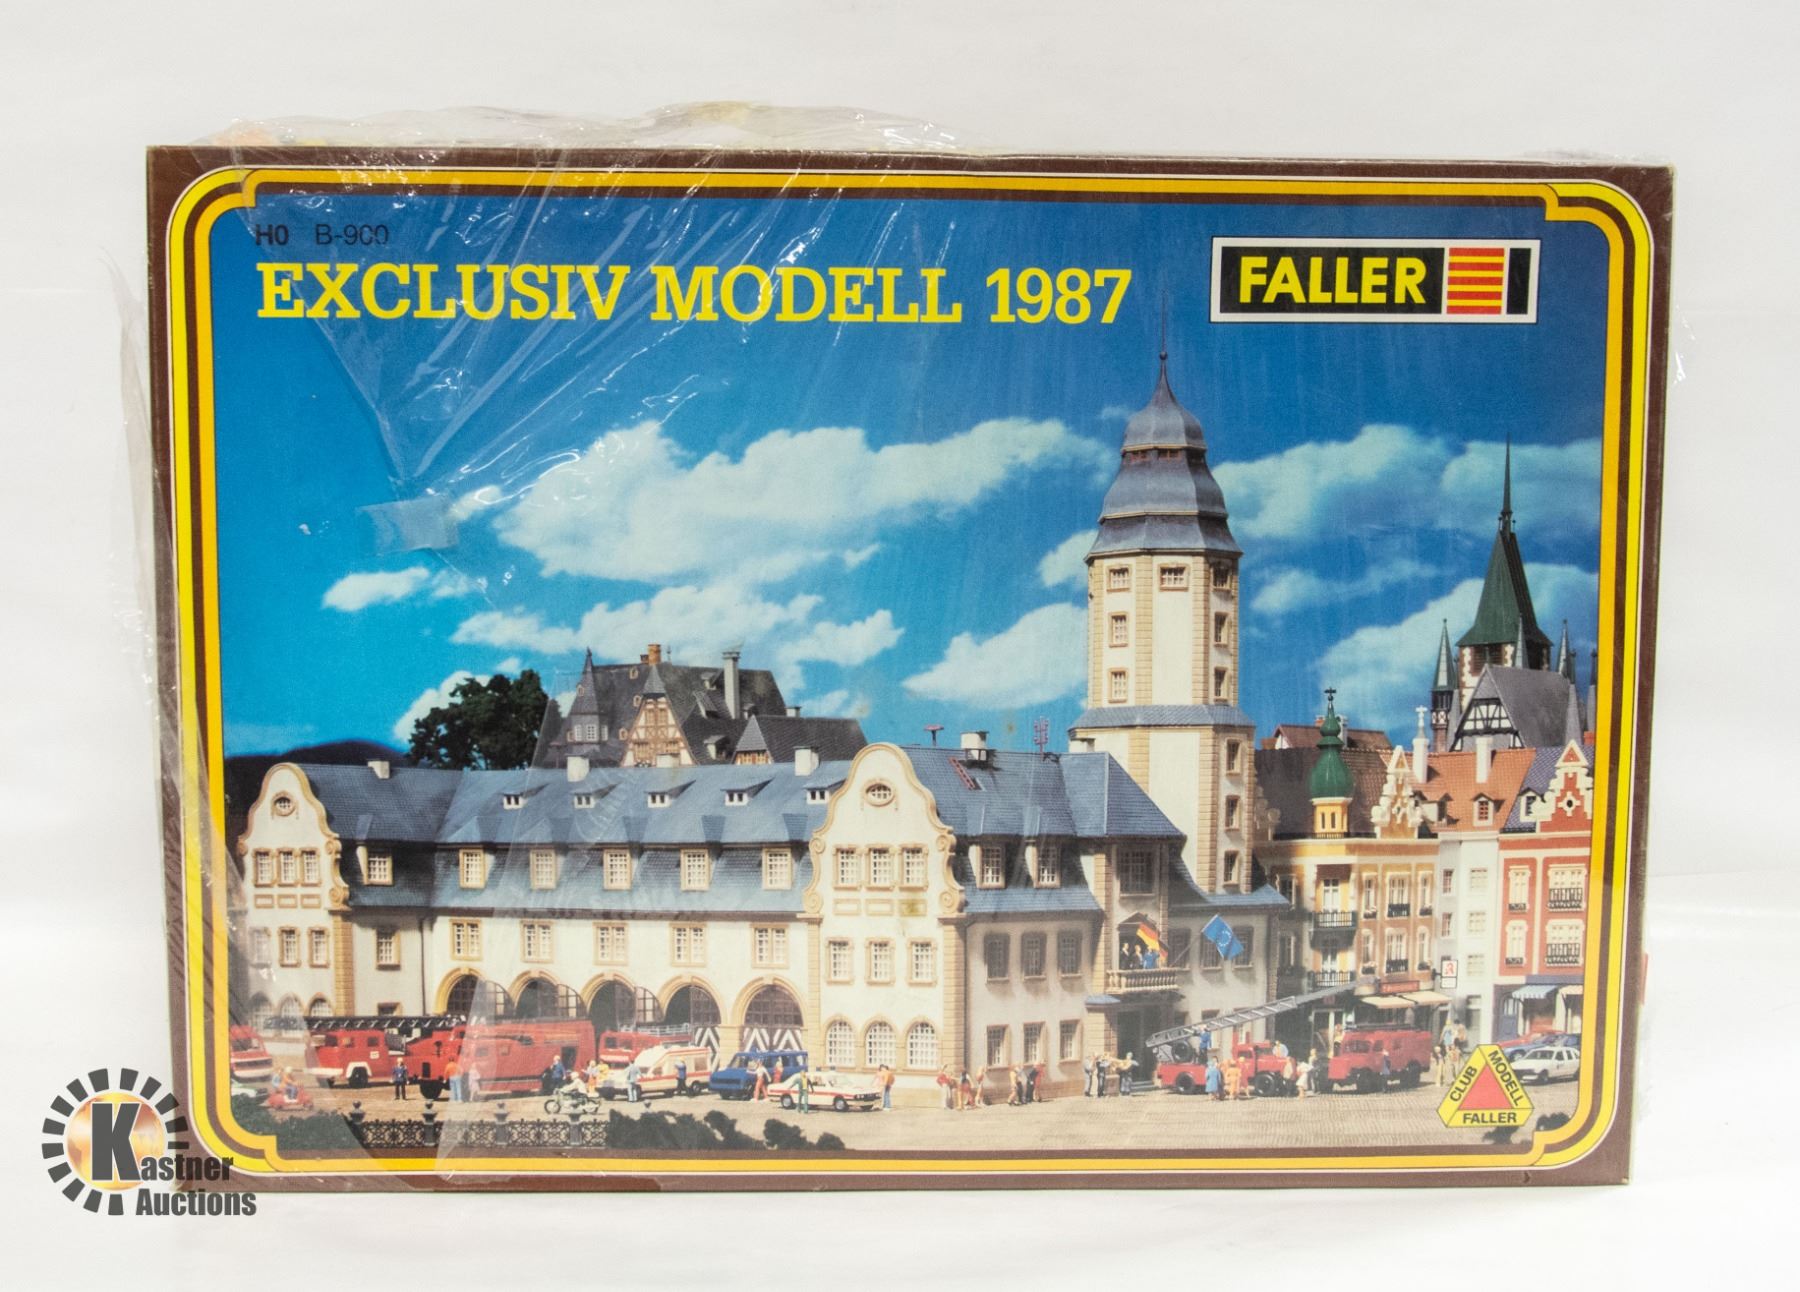 H0 B-900
EXCLUSIV MODELL 1987
FALLER
CLUB
MODELL
FALLER
Kastner
Auctions